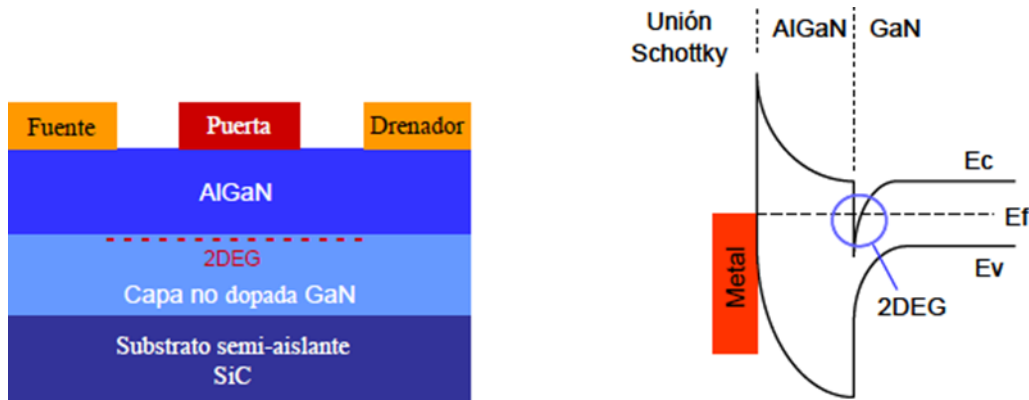 Fuente
Puerta
Drenador
AlGaN
2DEG
Capa no dopada GaN
Substrato semi-aislante
SiC
Unión
Schottky
AlGaN
GaN
Ec
Ef
Ev
Metal
2DEG